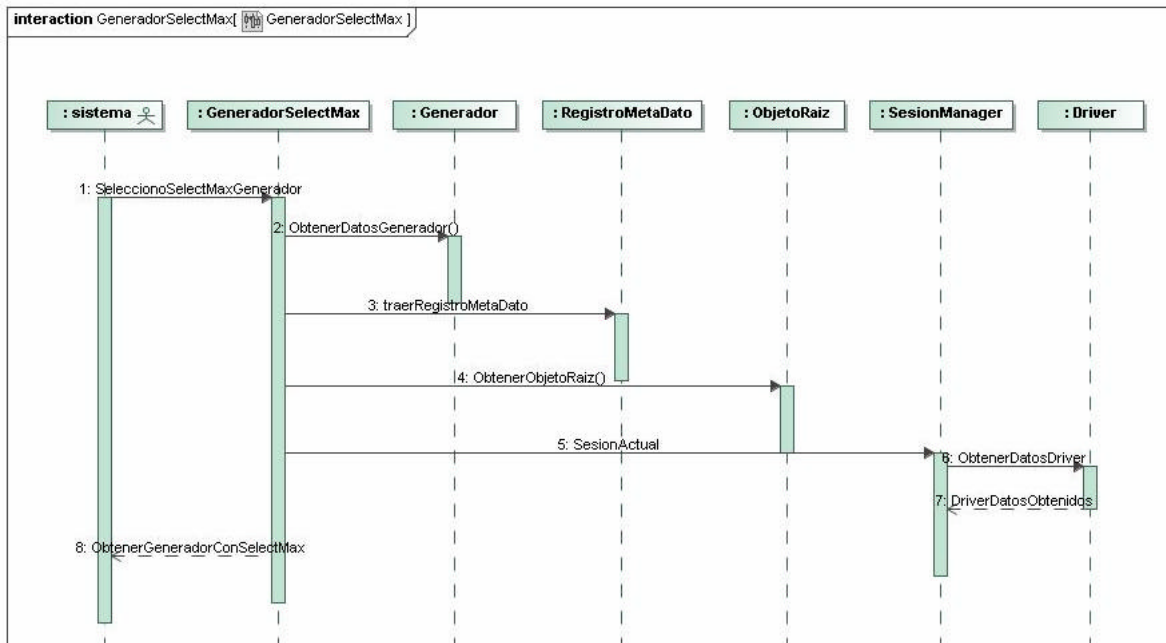 interaction GeneradorSelectMax[ GeneradorSelectMax ]
: sistema
: GeneradorSelectMax
: Generador
: RegistroMetaDato
: ObjetoRaiz
: SesionManager
: Driver
1: SeleccionoSelectMaxGenerador
2: ObtenerDatosGenerador()
3: traerRegistroMetaDato
4: ObtenerObjetoRaiz()
5: SesionActual
6: ObtenerDatosDriver
7: DriverDatosObtenidos
8: ObtenerGeneradorConSelectMax